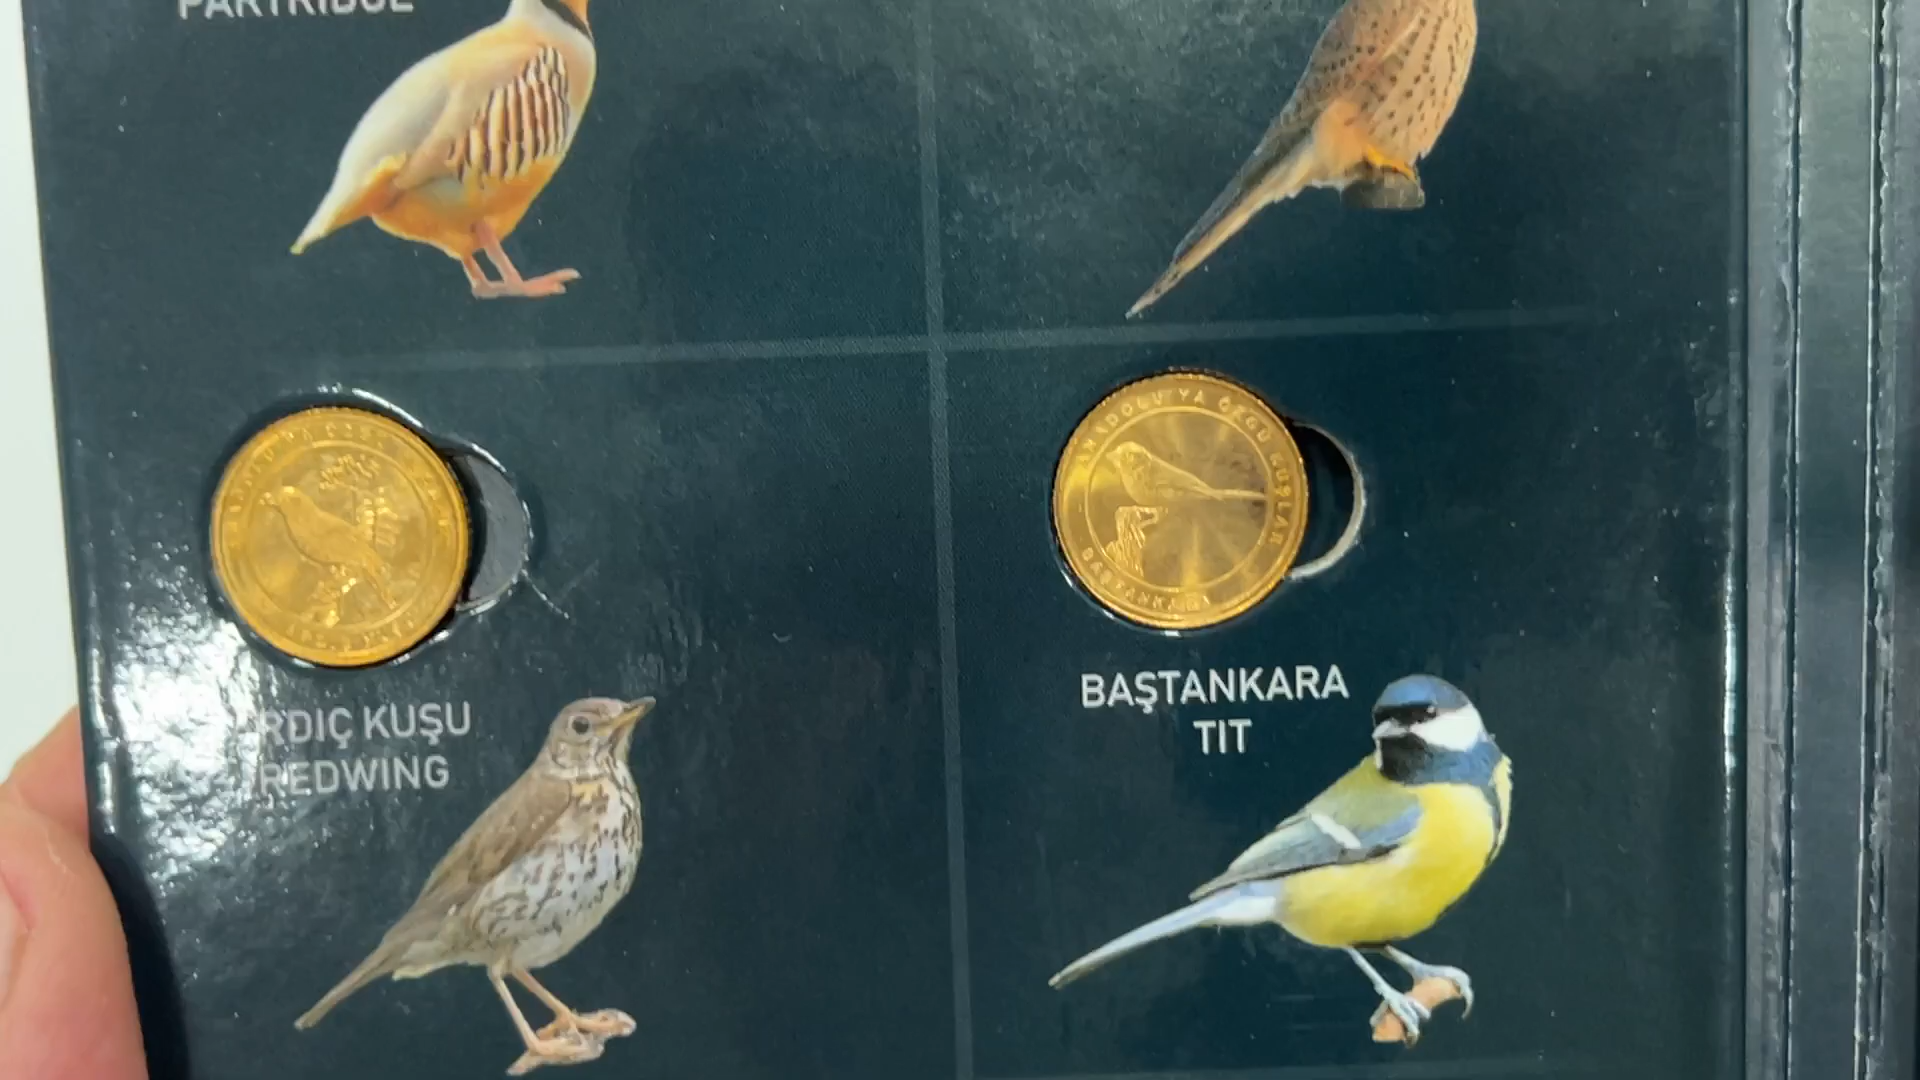 PARTRIDGE
ANADOLU'YA ÖZGÜ KUŞLAR
BAŞTANKARA
RDIÇ KUŞU
REDWING
BAŞTANKARA
TIT